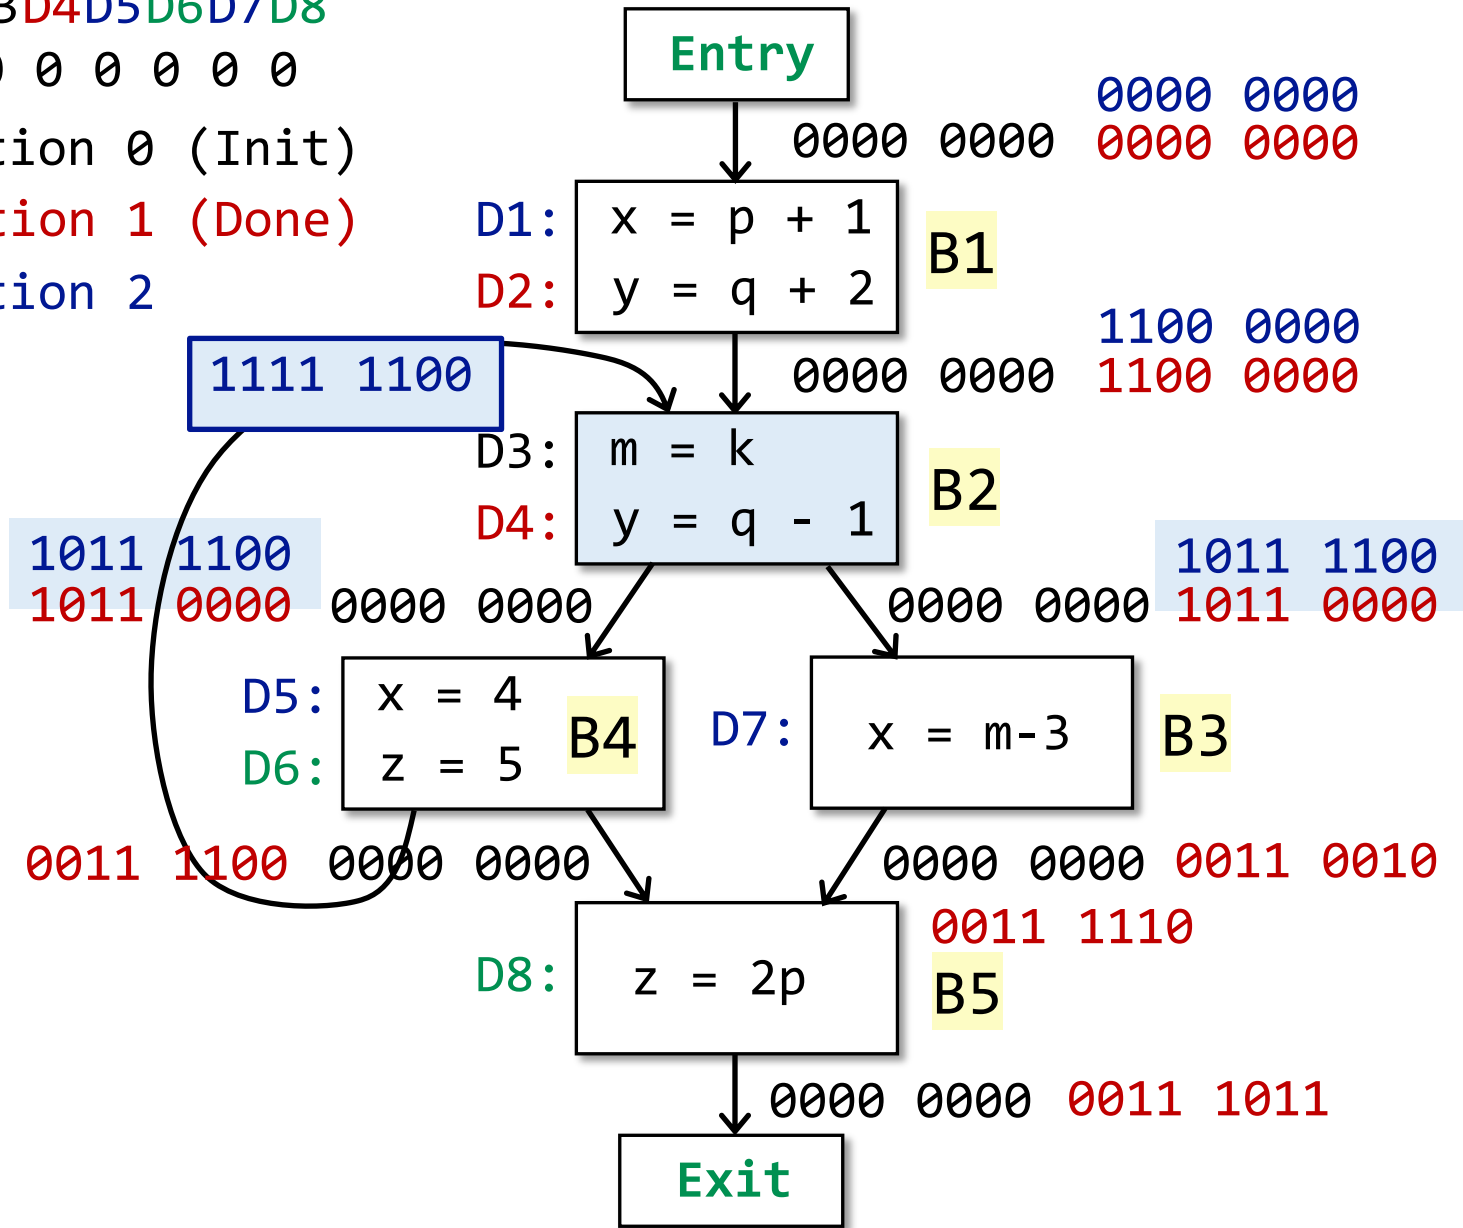 D4D5D6D7D8
0 0 0 0 0
Entry
0000 0000
0000 0000 0000 0000
tion 0 (Init)
tion 1 (Done)
tion 2
D1: x = p + 1
D2: y = q + 2
B1
1100 0000
0000 0000 1100 0000
1111 1100
D3: m = k
D4: y = q - 1
B2
1011 1100
1011 0000 0000 0000
1011 1100
0000 0000 1011 0000
D5: x = 4
D6: z = 5
B4
D7: x = m-3
B3
0011 1100 0000 0000
0000 0000 0011 0010
0011 1110
D8: z = 2p
B5
0000 0000 0011 1011
Exit